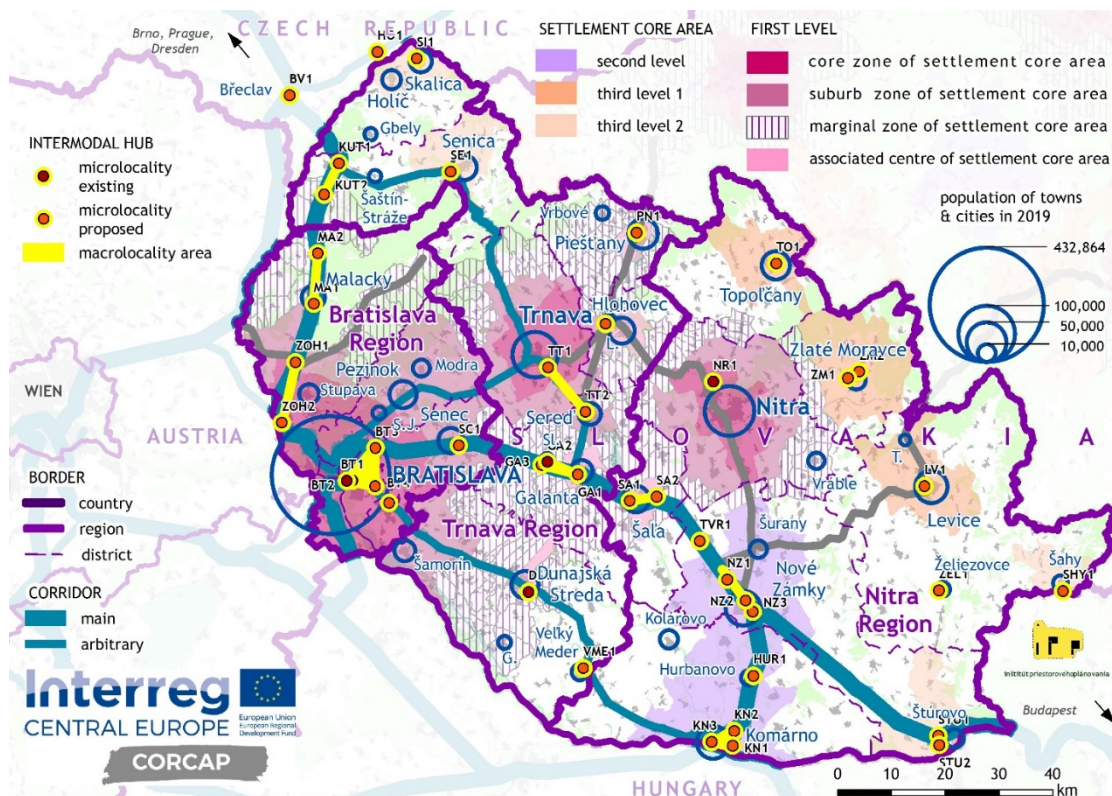 CZECH REPUBLIC
Brno, Prague,
Dresden
SETTLEMENT CORE AREA
second level
third level 1
third level 2
FIRST LEVEL
core zone of settlement core area
suburb zone of settlement core area
marginal zone of settlement core area
associated centre of settlement core area
population of towns
& cities in 2019
432,864
100,000
50,000
10,000
INTERMODAL HUB
microlocality
existing
microlocality
proposed
macrolocality area
BV1
Břeclav
SI1
Skalica
Holíč
Gbely
KUT1
KUT2
Senica
SE1
Šaštín-
Stráže
MA2
Malacky
MA1
Vrbové
PN1
Piešťany
TO1
Topoľčany
Hlohovec
Bratislava
Region
Trnava
ZOH1
ZOH2
Pezinok
Modra
Stupava
S.J.
Senec
SC1
TT1
TT2
Sereď
Sl.
NR1
Nitra
Zlaté Moravce
ZM1
WIEN
AUSTRIA
SLOVAKIA
BT3
BT1
BT2
BRATISLAVA
GA3
GA2
GA1
Galanta
SA1
SA2
Šaľa
Vráble
T.
LV1
Levice
Trnava Region
TVR1
Šurany
Šamorín
Dunajská
Streda
NZ1
NZ2
NZ3
Nové
Zámky
Želiezovce
ZEL1
Šahy
SHY1
Nitra
Region
Kolárovo
G.
Veľký
Meder
VME1
Hurbanovo
HUR1
KN3
KN2
KN1
Komárno
Štúrovo
STU1
STU2
Budapest
HUNGARY
BORDER
country
region
district
CORRIDOR
main
arbitrary
Interreg
CENTRAL EUROPE
European Union
European Regional
Development Fund
CORCAP
inštitút priestorového plánovania
0 10 20 30 40
km